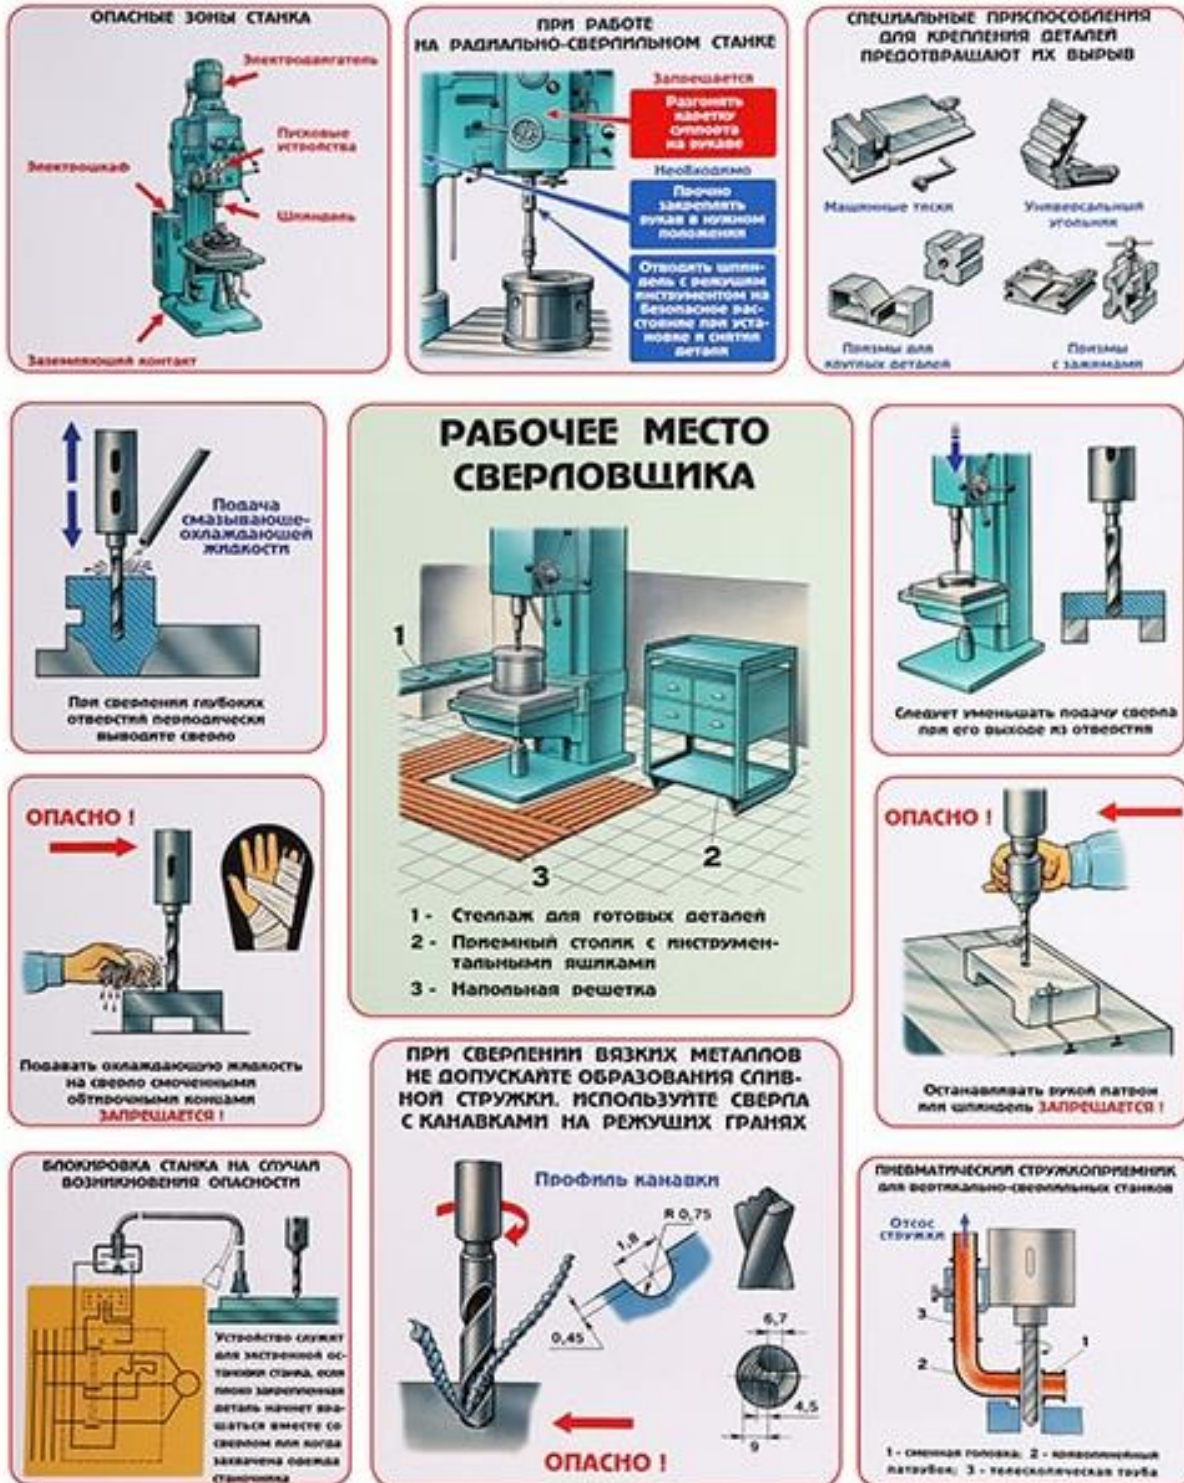 ОПАСНЫЕ ЗОНЫ СТАНКА
Электродвигатель
Пусковые
устройства
Электрошкаф
Шпиндель
Заземляющий контакт
ПРИ РАБОТЕ
НА РАДИАЛЬНО-СВЕРЛИЛЬНОМ СТАНКЕ
Запрещается
Разгонять
каретку
суппорта
на рукаве
Необходимо
Прочно
закреплять
рукав в нужном
положении
Отводить шпин-
дель с режущим
инструментом на
безопасное рас-
стояние при уста-
новке и снятии
детали
СПЕЦИАЛЬНЫЕ ПРИСПОСОБЛЕНИЯ
ДЛЯ КРЕПЛЕНИЯ ДЕТАЛЕЙ
ПРЕДОТВРАЩАЮТ ИХ ВЫРЫВ
Машинные тиски
Универсальный
угольник
Призмы для
круглых деталей
Призмы
с зажимами
Подача
смазывающе-
охлаждающей
жидкости
При сверлении глубоких
отверстий периодически
выводите сверло
РАБОЧЕЕ МЕСТО
СВЕРЛОВЩИКА
1
2
3
1 - Стеллаж для готовых деталей
2 - Приемный столик с инструмен-
тальными ящиками
3 - Напольная решетка
Следует уменьшать подачу сверла
при его выходе из отверстия
ОПАСНО !
Подавать охлаждающую жидкость
на сверло смоченными
обтирочными концами
ЗАПРЕЩАЕТСЯ !
ОПАСНО !
Останавливать рукой патрон
или шпиндель ЗАПРЕЩАЕТСЯ !
БЛОКИРОВКА СТАНКА НА СЛУЧАЙ
ВОЗНИКНОВЕНИЯ ОПАСНОСТИ
Устройство служит
для экстренной ос-
тановки станка, если
плохо закрепленная
деталь начнет вра-
щаться вместе со
сверлом или когда
захвачена одежда
станочника
ПРИ СВЕРЛЕНИИ ВЯЗКИХ МЕТАЛЛОВ
НЕ ДОПУСКАЙТЕ ОБРАЗОВАНИЯ СЛИВ-
НОЙ СТРУЖКИ. ИСПОЛЬЗУЙТЕ СВЕРЛА
С КАНАВКАМИ НА РЕЖУЩИХ ГРАНЯХ
Профиль канавки
R 0,75
1,8
0,45
6,7
4,5
9
ОПАСНО !
ПНЕВМАТИЧЕСКИЙ СТРУЖКОПРИЕМНИК
для вертикально-сверлильных станков
Отсос
стружки
3
2
1
1 - сменная головка; 2 - криволинейный
патрубок; 3 - телескопическая труба